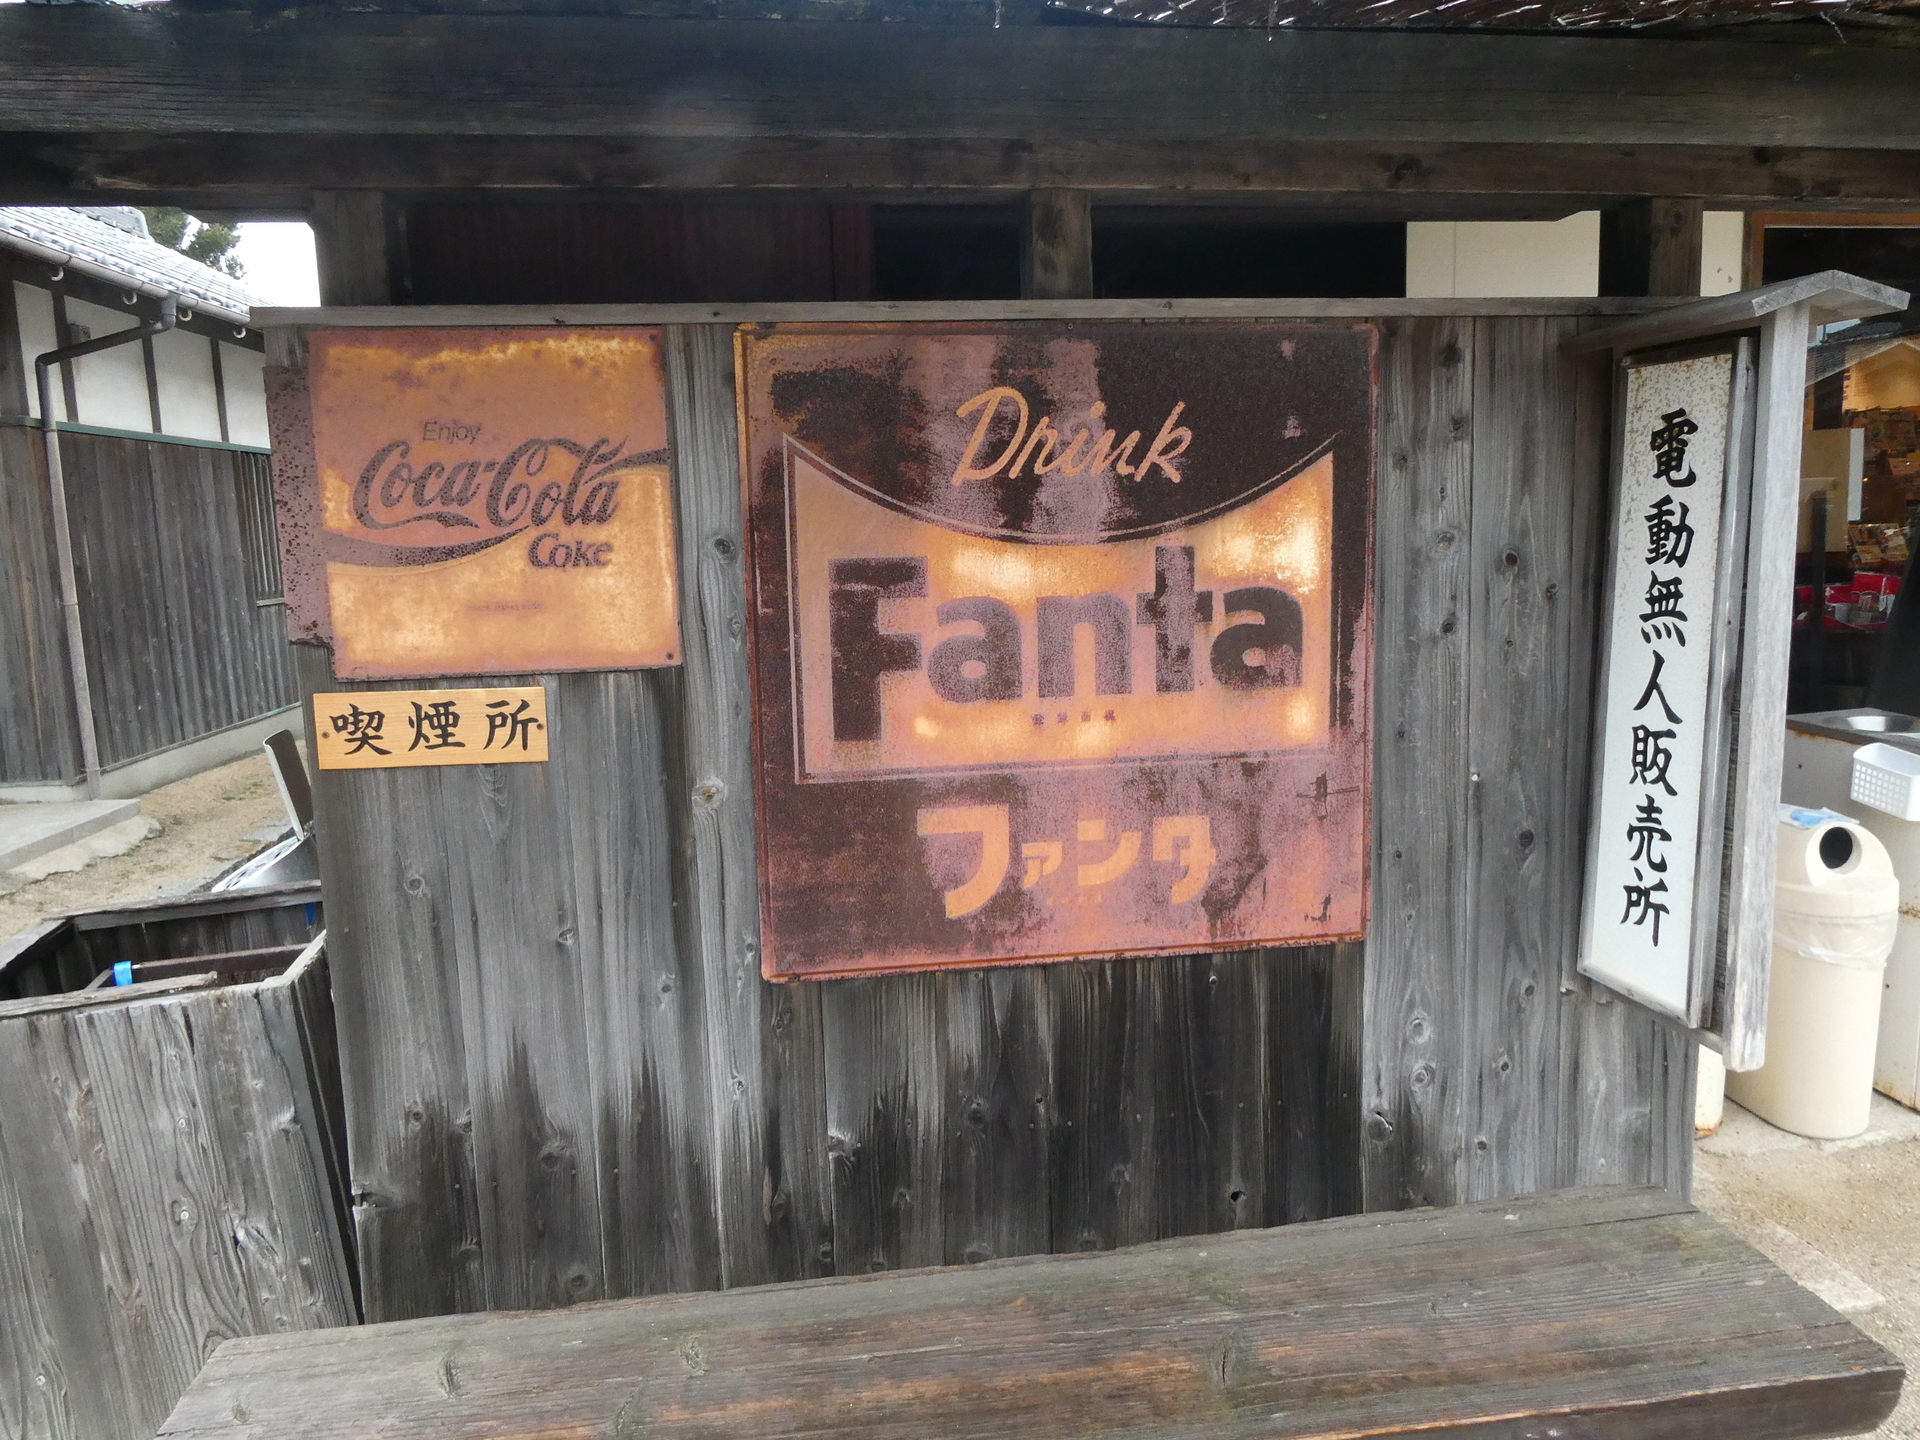 Enjoy
Coca-Cola
Coke
喫煙所
Drink
Fanta
ファンタ
電動無人販売所